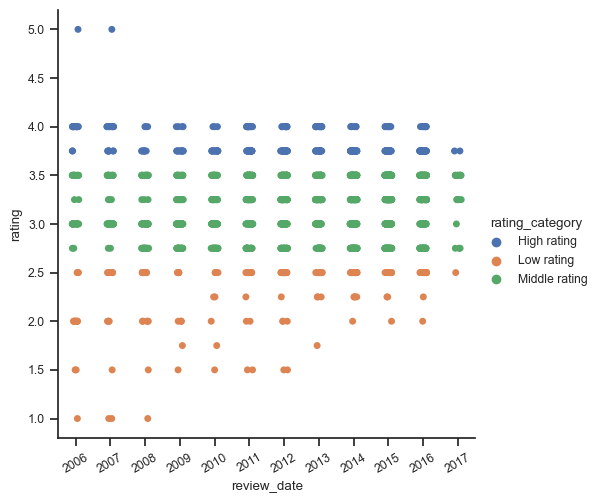 5.0
4.5
4.0
3.5
3.0
2.5
2.0
1.5
1.0
rating
2006 2007 2008 2009 2010 2011 2012 2013 2014 2015 2016 2017
review_date
rating_category
High rating
Low rating
Middle rating